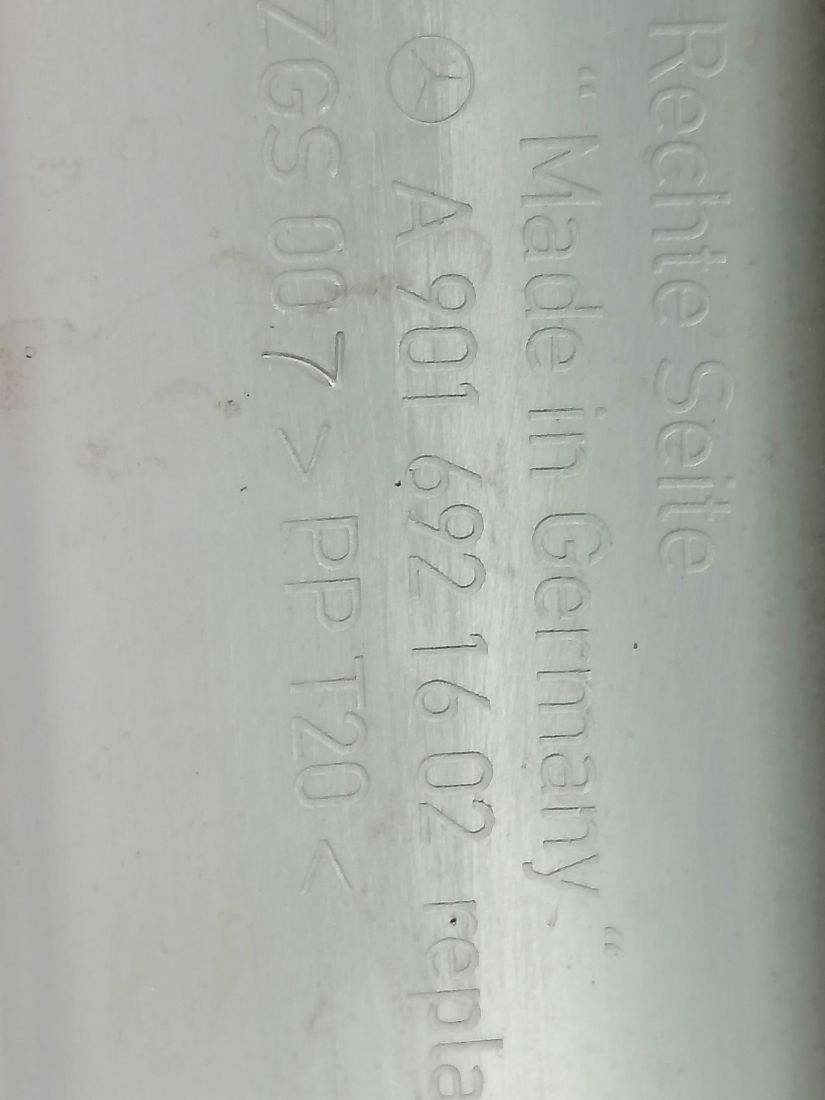 Rechte Seite
“ Made in Germany “
A 901 692 16 02 repla
ZGS 007 > PP T20 <